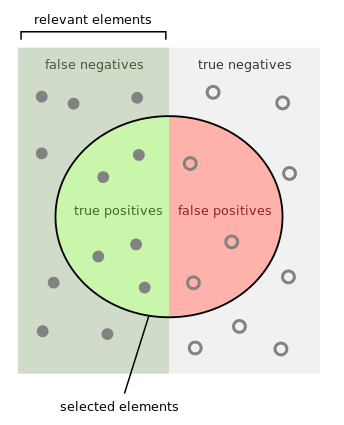 relevant elements
false negatives
true negatives
true positives
false positives
selected elements